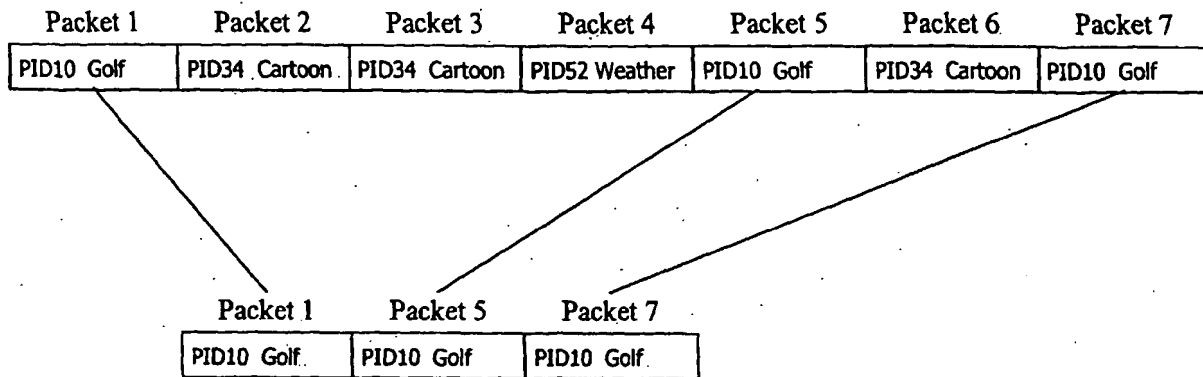 Packet 1 Packet 2 Packet 3 Packet 4 Packet 5 Packet 6 Packet 7
PID10 Golf PID34 Cartoon PID34 Cartoon PID52 Weather PID10 Golf PID34 Cartoon PID10 Golf
Packet 1 Packet 5 Packet 7
PID10 Golf PID10 Golf PID10 Golf